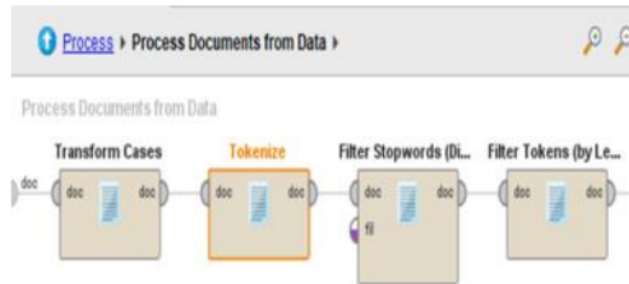 Process ▸ Process Documents from Data ▸
Process Documents from Data
Transform Cases Tokenize Filter Stopwords (Di... Filter Tokens (by Le...
doc doc doc doc doc doc doc doc doc
fil